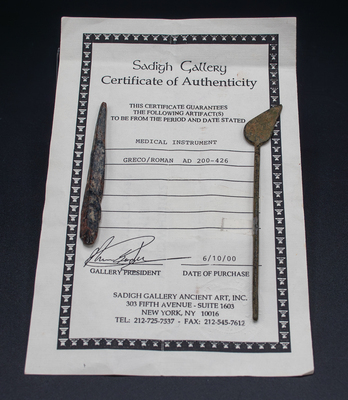 Sadigh Gallery
Certificate of Authenticity
THIS CERTIFICATE GUARANTEES
THE FOLLOWING ARTIFACT(S)
TO BE FROM THE PERIOD AND DATE STATED
MEDICAL INSTRUMENT
GRECO/ROMAN AD 200-426
6/10/00
GALLERY PRESIDENT DATE OF PURCHASE
SADIGH GALLERY ANCIENT ART, INC.
303 FIFTH AVENUE - SUITE 1603
NEW YORK, NY 10016
TEL: 212-725-7537 - FAX: 212-545-7612